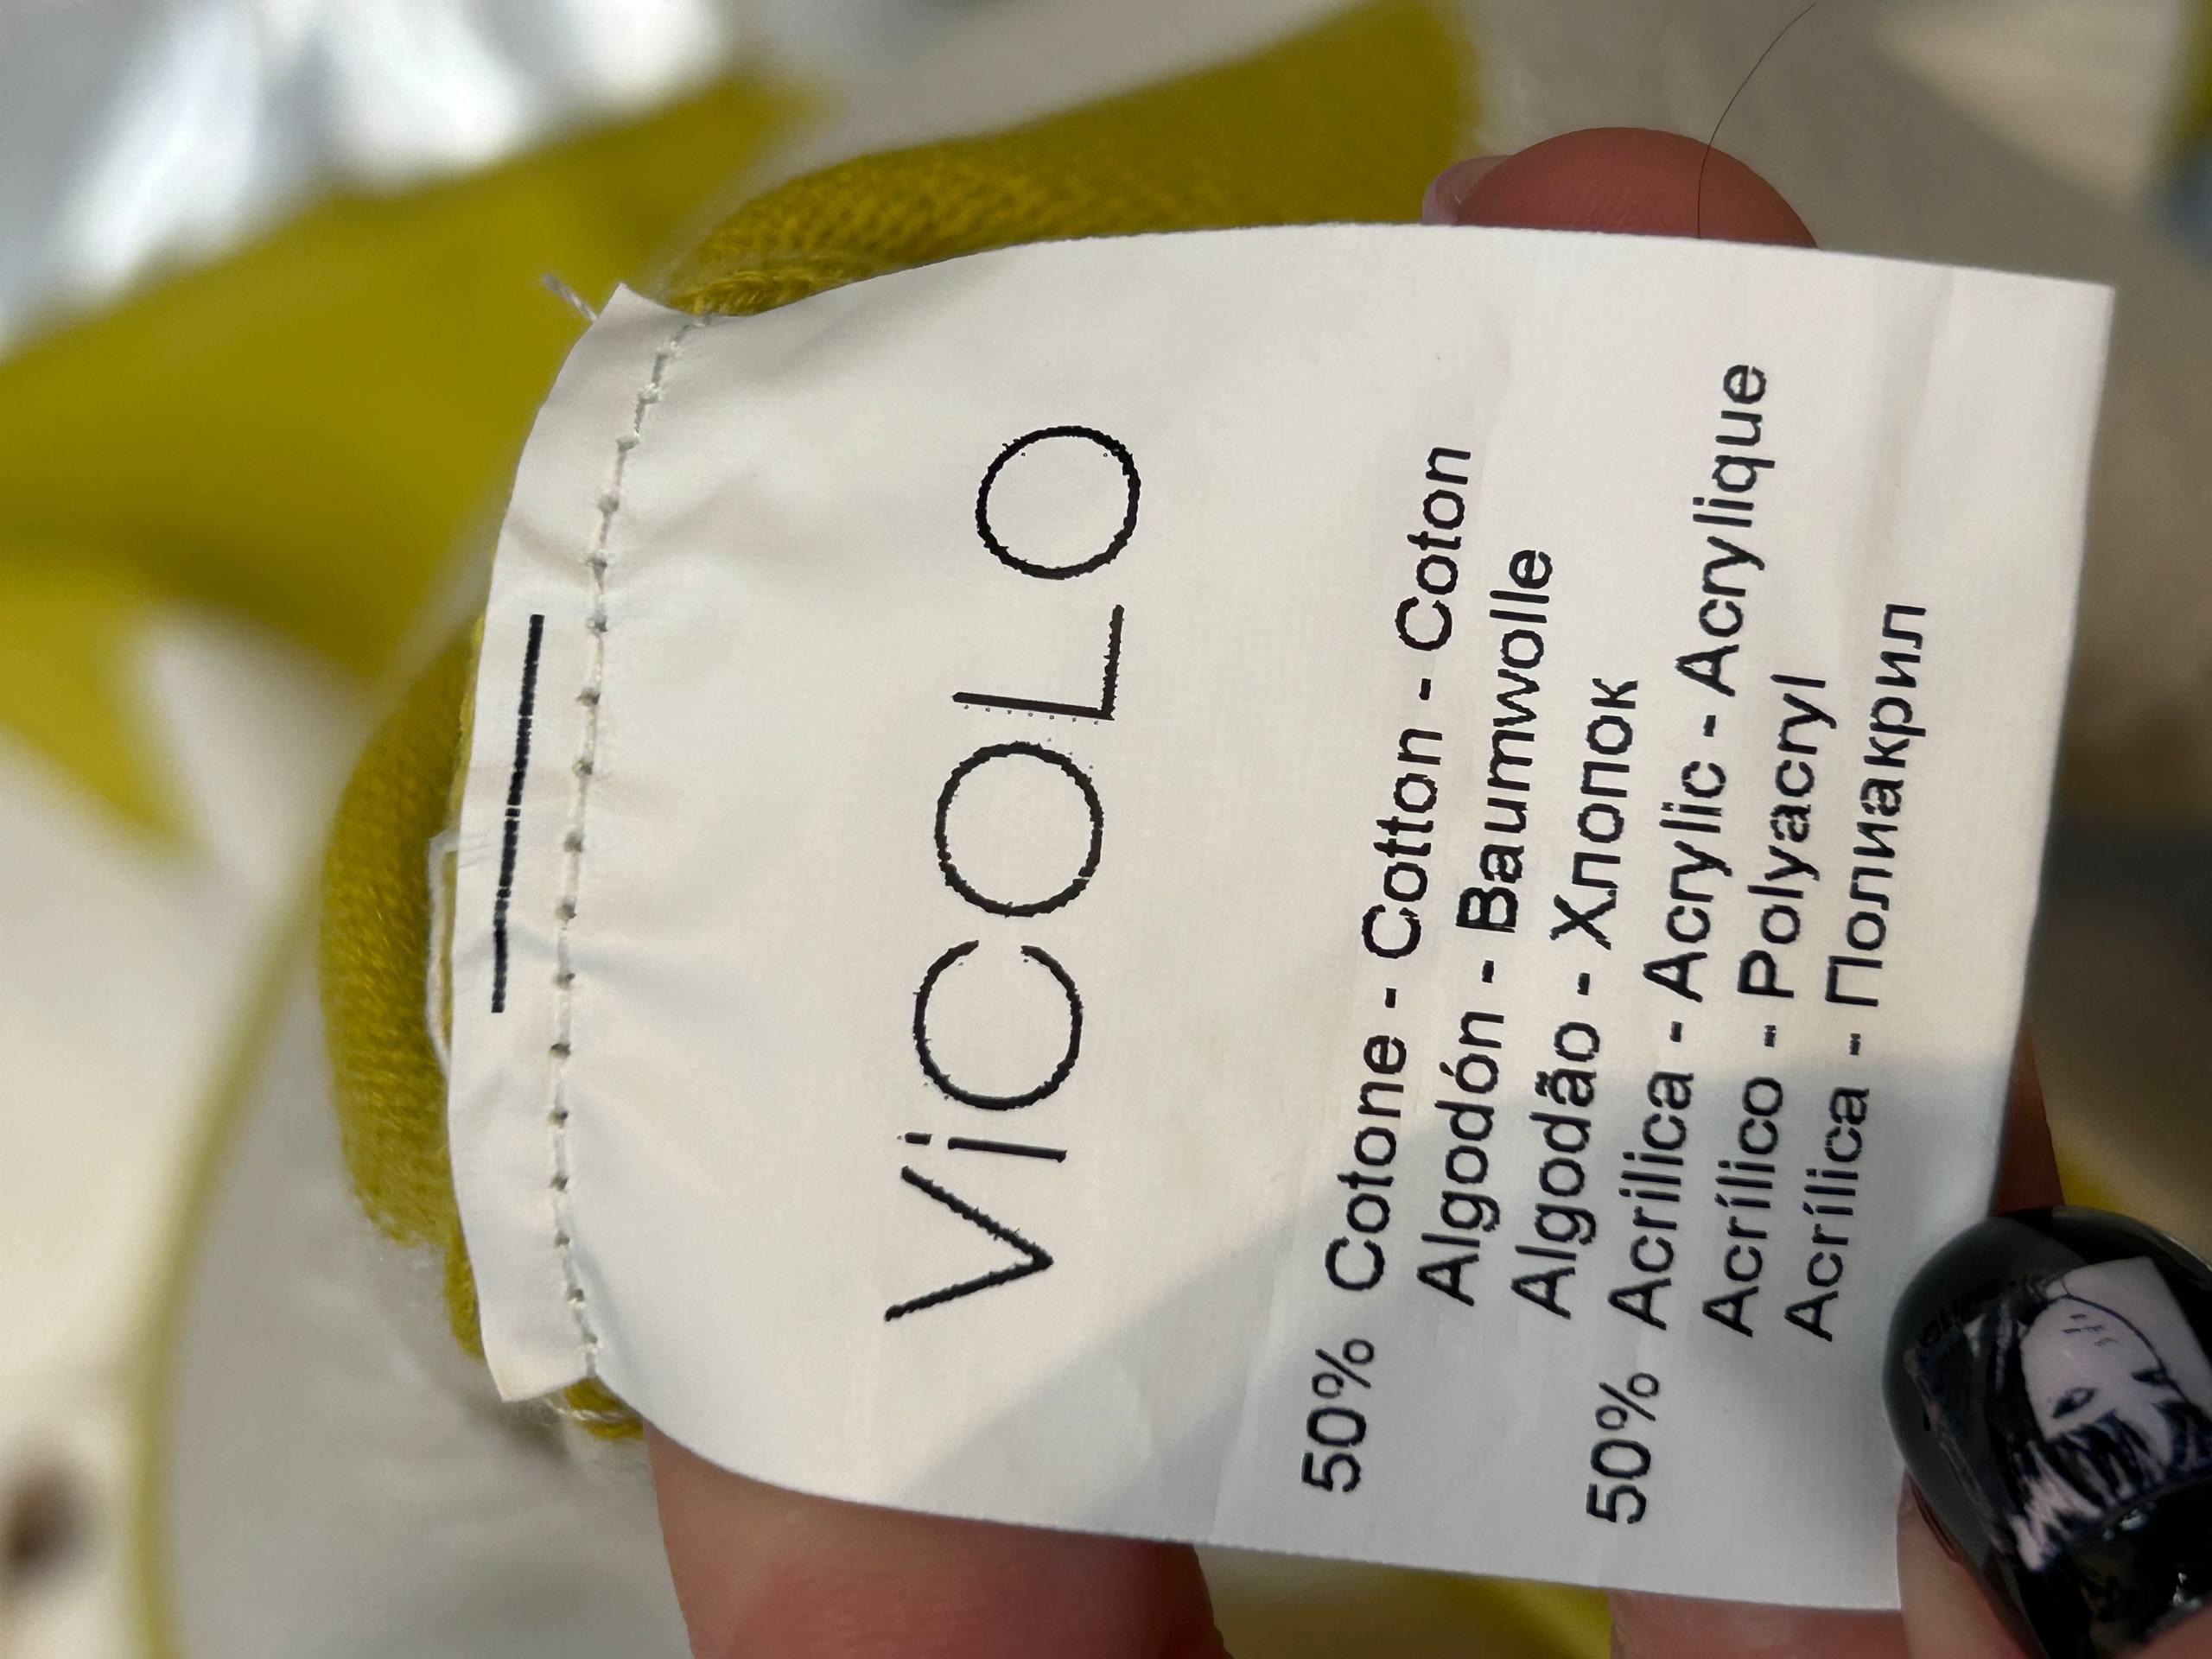 ViCOLO
50% Cotone - Cotton - Coton
Algodón - Baumwolle
Algodão - Хлопок
50% Acrilica - Acrylic - Acrylique
Acrílico - Polyacryl
Acrílica - Полиакрил